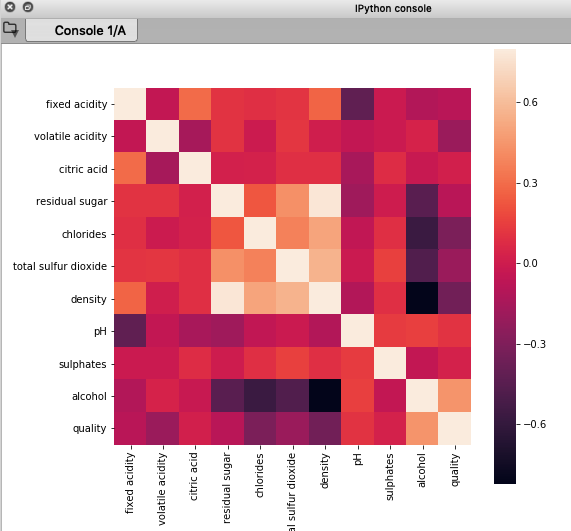 IPython console
Console 1/A
fixed acidity
volatile acidity
citric acid
residual sugar
chlorides
total sulfur dioxide
density
pH
sulphates
alcohol
quality
0.6
0.3
0.0
−0.3
−0.6
fixed acidity
volatile acidity
citric acid
residual sugar
chlorides
al sulfur dioxide
density
pH
sulphates
alcohol
quality